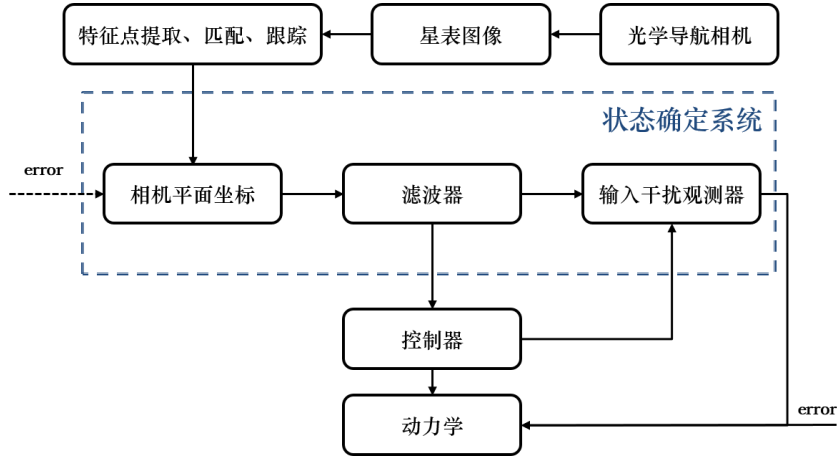 特征点提取、匹配、跟踪
星表图像
光学导航相机
状态确定系统
error
相机平面坐标
滤波器
输入干扰观测器
控制器
error
动力学